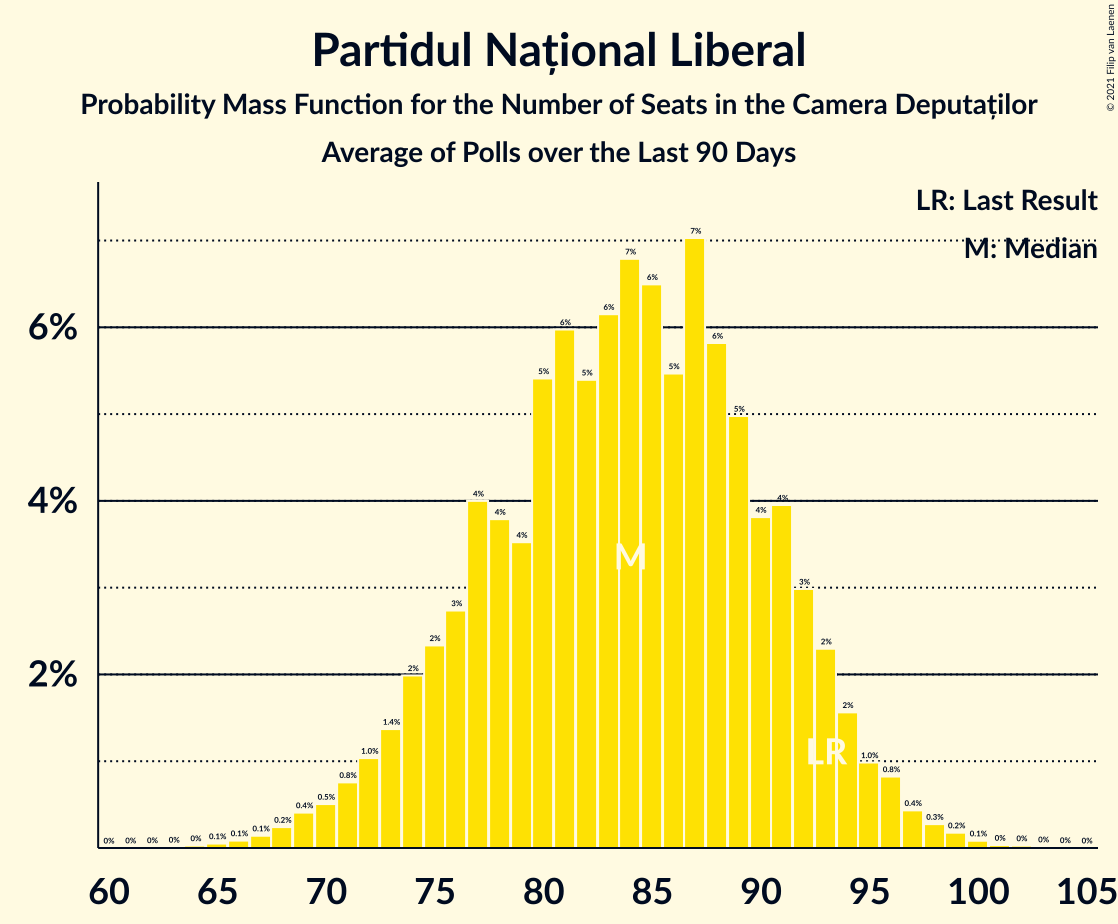 Partidul Național Liberal
Probability Mass Function for the Number of Seats in the Camera Deputaților
Average of Polls over the Last 90 Days
© 2021 Filip van Laenen
LR: Last Result
M: Median
6%
4%
2%
0% 0% 0% 0% 0% 0.1% 0.1% 0.1% 0.2% 0.4% 0.5% 0.8% 1.0% 1.4% 2% 2% 3% 4% 4% 4% 5% 6% 5% 6% 7% 6% 5% 7% 6% 5% 4% 4% 3% 2% 2% 1.0% 0.8% 0.4% 0.3% 0.2% 0.1% 0% 0% 0% 0% 0%
M
LR
60 65 70 75 80 85 90 95 100 105